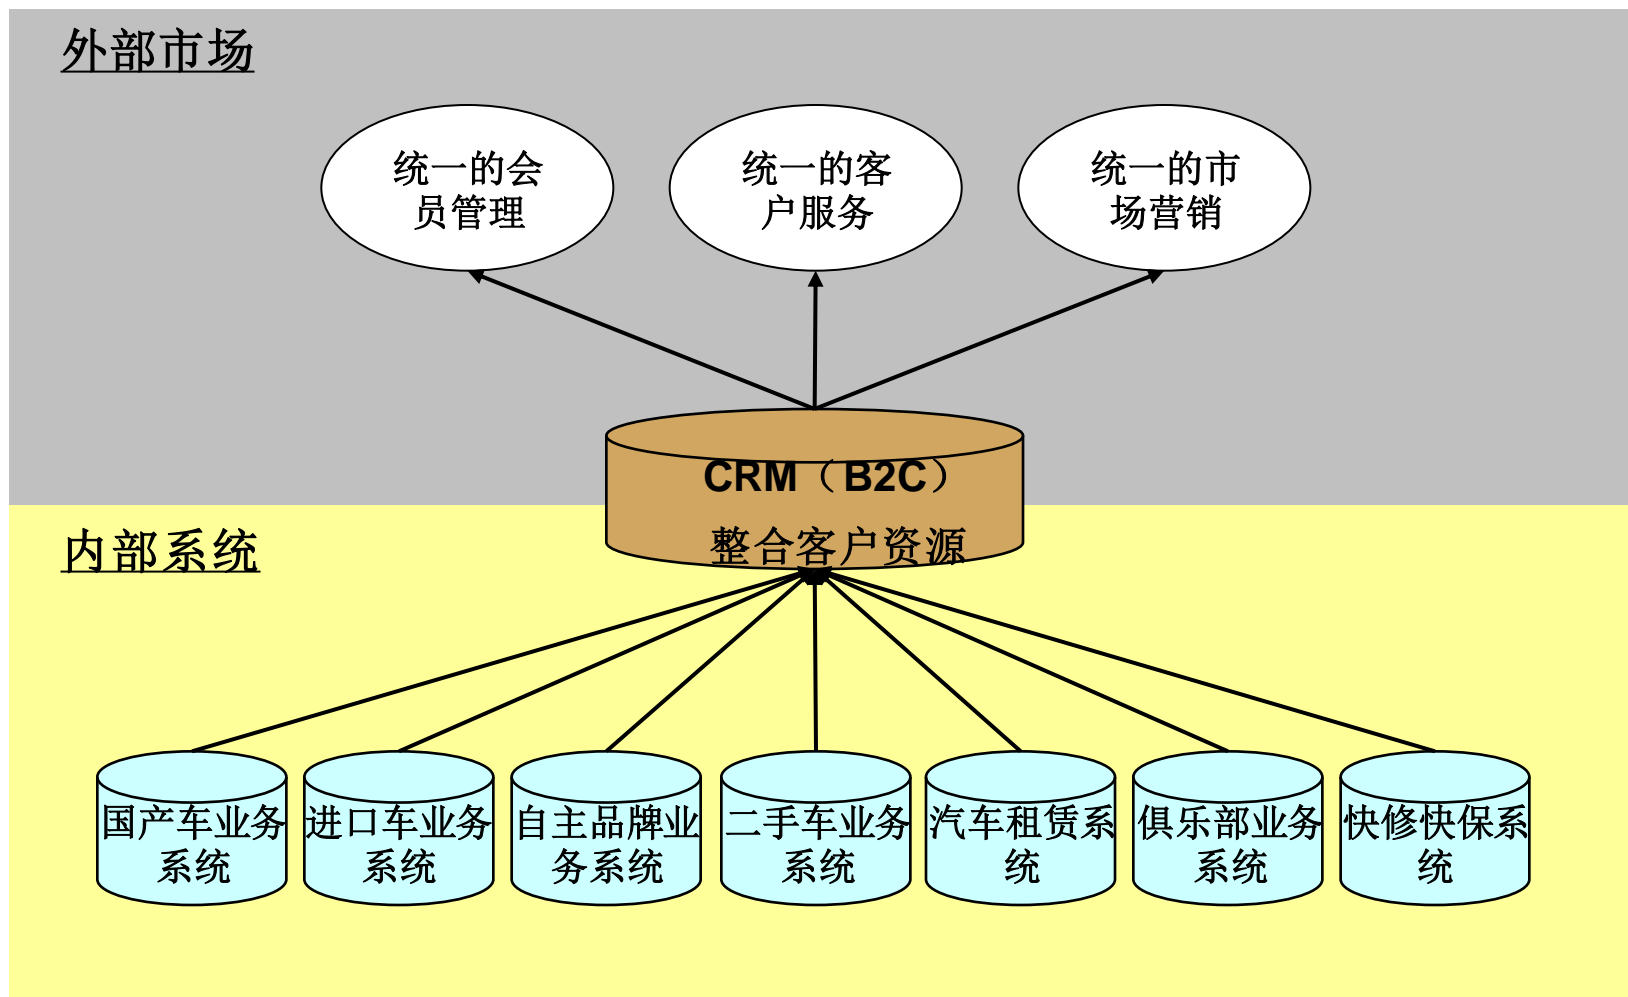 外部市场
统一的会
员管理
统一的客
户服务
统一的市
场营销
CRM（B2C）
整合客户资源
内部系统
国产车业务
系统
进口车业务
系统
自主品牌业
务系统
二手车业务
系统
汽车租赁系
统
俱乐部业务
系统
快修快保系
统